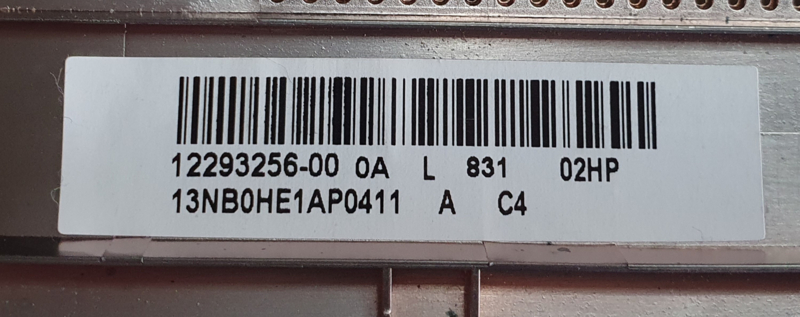 12293256-00 0A L 831 02HP
13NB0HE1AP0411 A C4